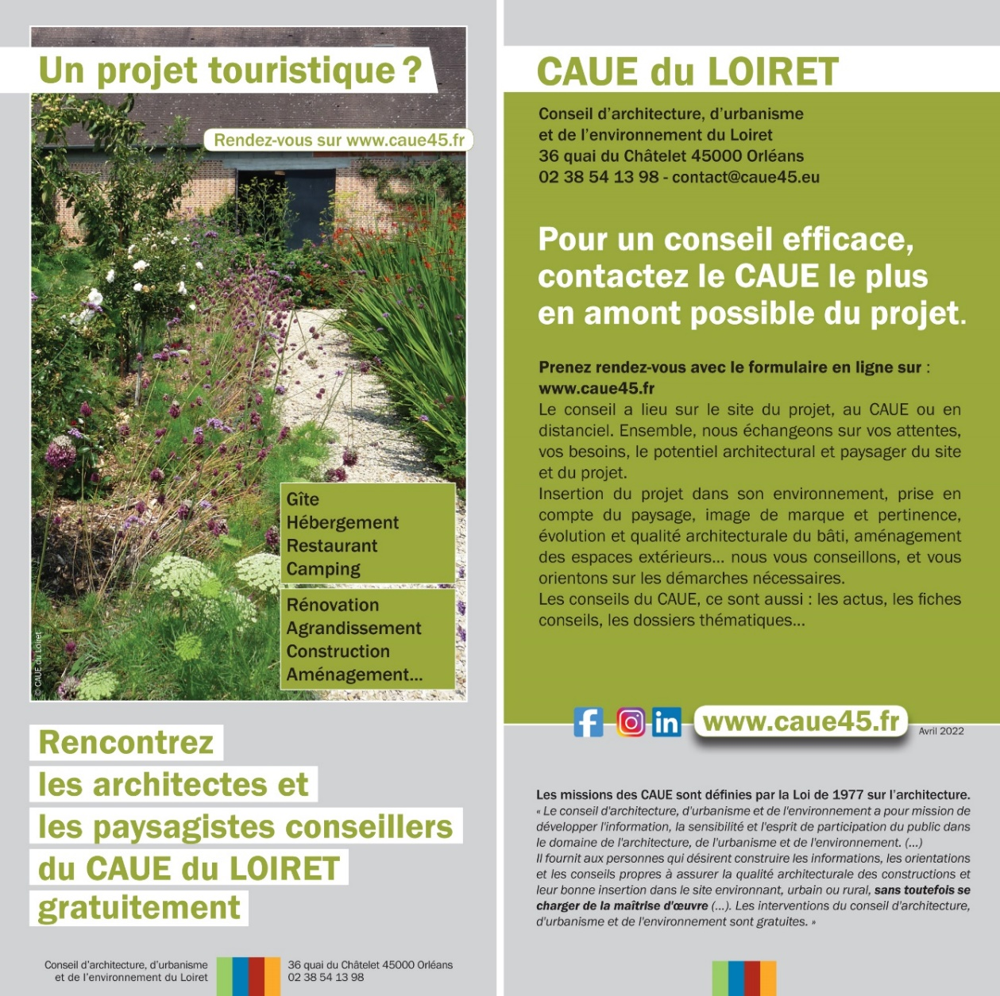 Un projet touristique ?
Rendez-vous sur www.caue45.fr
Gîte
Hébergement
Restaurant
Camping
Rénovation
Agrandissement
Construction
Aménagement...
© CAUE du Loiret
Rencontrez
les architectes et
les paysagistes conseillers
du CAUE du LOIRET
gratuitement
Conseil d'architecture, d'urbanisme
et de l'environnement du Loiret
36 quai du Châtelet 45000 Orléans
02 38 54 13 98
CAUE du LOIRET
Conseil d'architecture, d'urbanisme
et de l'environnement du Loiret
36 quai du Châtelet 45000 Orléans
02 38 54 13 98 - contact@caue45.eu
Pour un conseil efficace,
contactez le CAUE le plus
en amont possible du projet.
Prenez rendez-vous avec le formulaire en ligne sur :
www.caue45.fr
Le conseil a lieu sur le site du projet, au CAUE ou en
distanciel. Ensemble, nous échangeons sur vos attentes,
vos besoins, le potentiel architectural et paysager du site
et du projet.
Insertion du projet dans son environnement, prise en
compte du paysage, image de marque et pertinence,
évolution et qualité architecturale du bâti, aménagement
des espaces extérieurs... nous vous conseillons, et vous
orientons sur les démarches nécessaires.
Les conseils du CAUE, ce sont aussi : les actus, les fiches
conseils, les dossiers thématiques...
f
in
www.caue45.fr
Avril 2022
Les missions des CAUE sont définies par la Loi de 1977 sur l'architecture.
« Le conseil d'architecture, d'urbanisme et de l'environnement a pour mission de
développer l'information, la sensibilité et l'esprit de participation du public dans
le domaine de l'architecture, de l'urbanisme et de l'environnement. (...)
Il fournit aux personnes qui désirent construire les informations, les orientations
et les conseils propres à assurer la qualité architecturale des constructions et
leur bonne insertion dans le site environnant, urbain ou rural, sans toutefois se
charger de la maîtrise d'œuvre (...). Les interventions du conseil d'architecture,
d'urbanisme et de l'environnement sont gratuites. »